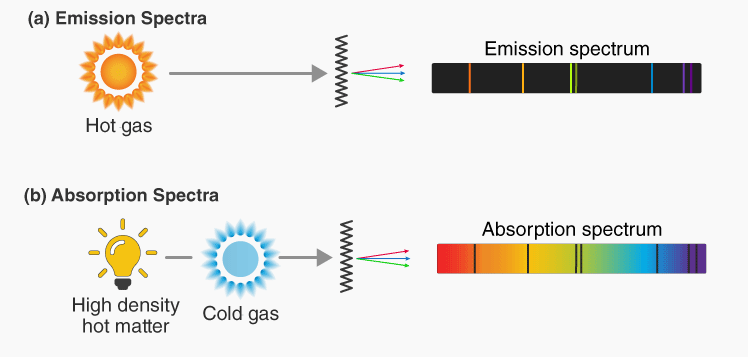 (a) Emission Spectra
Emission spectrum
Hot gas
(b) Absorption Spectra
Absorption spectrum
High density
hot matter
Cold gas